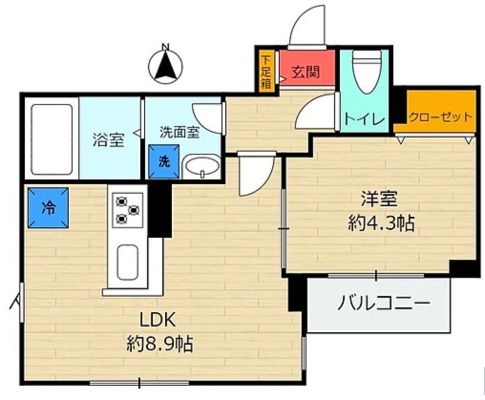 N
下足箱
玄関
トイレ
クローゼット
浴室
洗面室
洗
冷
洋室
約4.3帖
バルコニー
LDK
約8.9帖